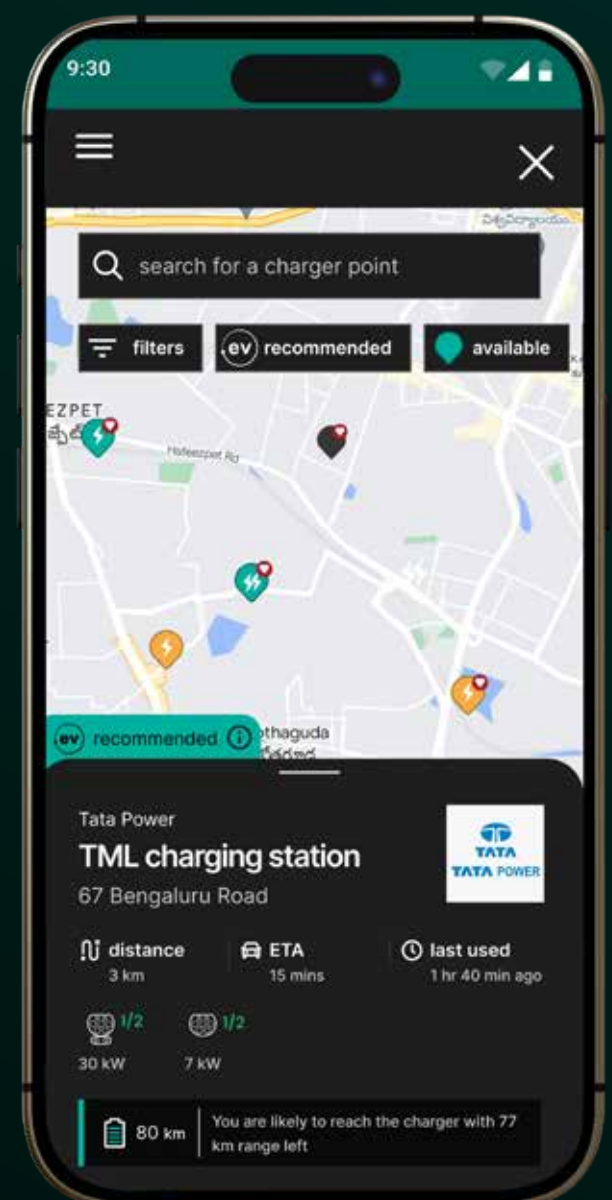 9:30
విశ్వవిద్యాలయం
search for a charger point
filters
.ev recommended
available
EZPET
Hafeezpet Rd
.ev recommended
othaguda
Tata Power
TML charging station
67 Bengaluru Road
TATA
TATA POWER
distance
ETA
last used
3 km
15 mins
1 hr 40 min ago
1/2
1/2
30 kW
7 kW
80 km
You are likely to reach the charger with 77
km range left